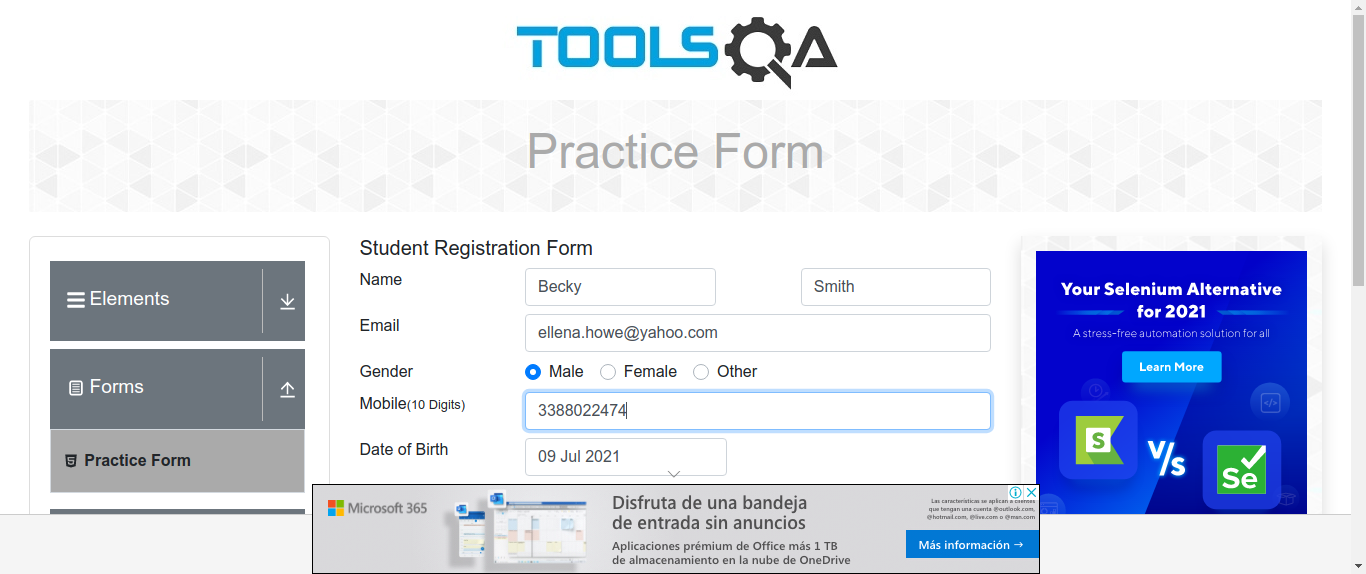 TOOLSQA
Practice Form
Elements
Forms
Practice Form
Student Registration Form
Name
Becky
Smith
Email
ellena.howe@yahoo.com
Gender
Male
Female
Other
Mobile(10 Digits)
3388022474
Date of Birth
09 Jul 2021
Your Selenium Alternative
for 2021
A stress-free automation solution for all
Learn More
S
V/s
Se
Microsoft 365
Disfruta de una bandeja
de entrada sin anuncios
Aplicaciones prémium de Office más 1 TB
de almacenamiento en la nube de OneDrive
Las características se aplican a clientes
que tengan una cuenta @outlook.com,
@hotmail.com, @live.com o @msn.com
Más información →